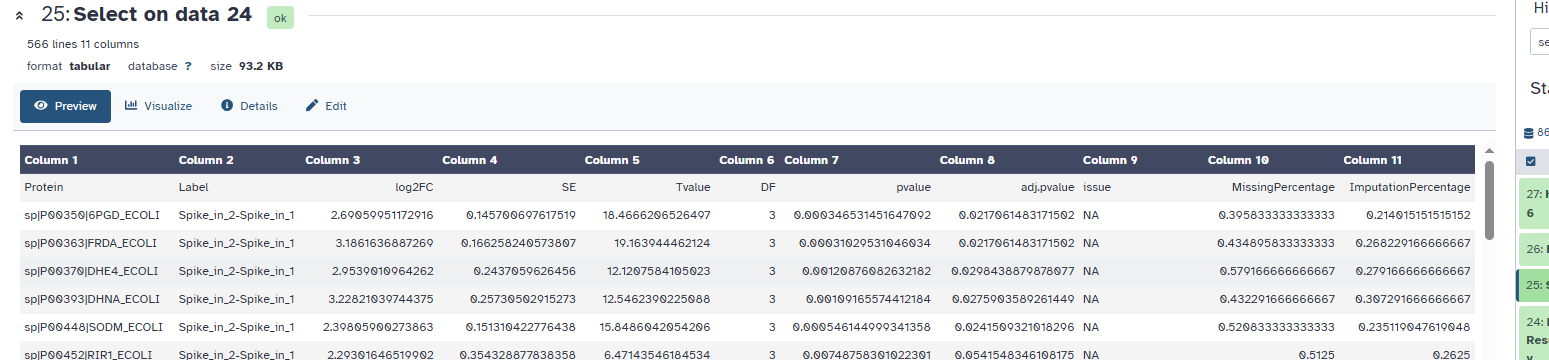 25: Select on data 24 ok
566 lines 11 columns
format tabular database ? size 93.2 KB
Preview Visualize Details Edit
Column 1 Column 2 Column 3 Column 4 Column 5 Column 6 Column 7 Column 8 Column 9 Column 10 Column 11
Protein Label log2FC SE Tvalue DF pvalue adj.pvalue issue MissingPercentage ImputationPercentage
sp|P00350|6PGD_ECOLI Spike_in_2-Spike_in_1 2.69059951172916 0.145700697617519 18.4666206526497 3 0.000346531451647092 0.0217061483171502 NA 0.395833333333333 0.214015151515152
sp|P00363|FRDA_ECOLI Spike_in_2-Spike_in_1 3.1861636887269 0.166258240573807 19.163944462124 3 0.00031029531046034 0.0217061483171502 NA 0.434895833333333 0.268229166666667
sp|P00370|DHE4_ECOLI Spike_in_2-Spike_in_1 2.9539010964262 0.2437059626456 12.1207584105023 3 0.00120876082632182 0.0298438879878077 NA 0.579166666666667 0.279166666666667
sp|P00393|DHNA_ECOLI Spike_in_2-Spike_in_1 3.22821039744375 0.25730502915273 12.5462390225088 3 0.00109165574412184 0.0275903589261449 NA 0.432291666666667 0.307291666666667
sp|P00448|SODM_ECOLI Spike_in_2-Spike_in_1 2.39805900273863 0.151310422776438 15.8486042054206 3 0.000546144999341358 0.0241509321018296 NA 0.520833333333333 0.235119047619048
sp|P00452|RIR1_ECOLI Spike_in_2-Spike_in_1 2.29301646519902 0.354328877838358 6.47143546184534 3 0.00748758301022301 0.0541548346108175 NA 0.5125 0.2625
Hi
se
Sta
86
27: H
6
26:
25: S
24:
Res
v